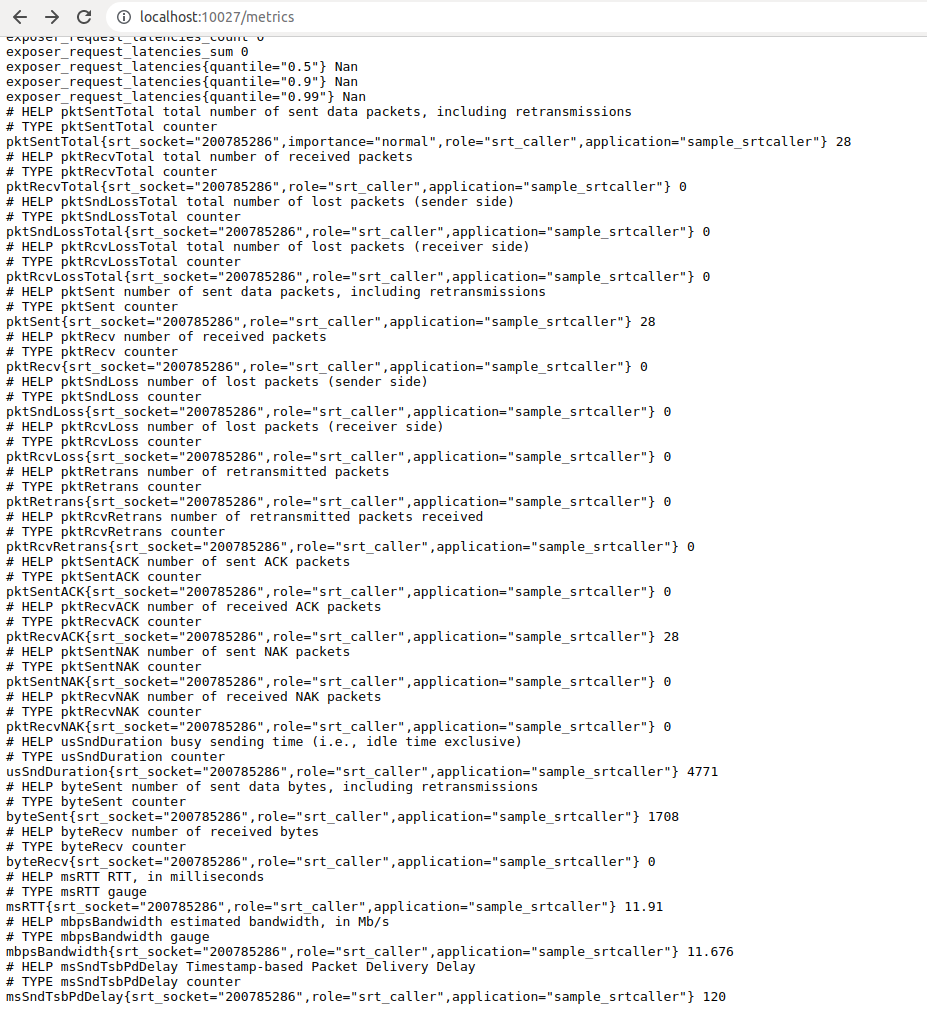 localhost:10027/metrics
exposer_request_latencies_count 0
exposer_request_latencies_sum 0
exposer_request_latencies{quantile="0.5"} Nan
exposer_request_latencies{quantile="0.9"} Nan
exposer_request_latencies{quantile="0.99"} Nan
# HELP pktSentTotal total number of sent data packets, including retransmissions
# TYPE pktSentTotal counter
pktSentTotal{srt_socket="200785286",importance="normal",role="srt_caller",application="sample_srtcaller"} 28
# HELP pktRecvTotal total number of received packets
# TYPE pktRecvTotal counter
pktRecvTotal{srt_socket="200785286",role="srt_caller",application="sample_srtcaller"} 0
# HELP pktSndLossTotal total number of lost packets (sender side)
# TYPE pktSndLossTotal counter
pktSndLossTotal{srt_socket="200785286",role="srt_caller",application="sample_srtcaller"} 0
# HELP pktRcvLossTotal total number of lost packets (receiver side)
# TYPE pktRcvLossTotal counter
pktRcvLossTotal{srt_socket="200785286",role="srt_caller",application="sample_srtcaller"} 0
# HELP pktSent number of sent data packets, including retransmissions
# TYPE pktSent counter
pktSent{srt_socket="200785286",role="srt_caller",application="sample_srtcaller"} 28
# HELP pktRecv number of received packets
# TYPE pktRecv counter
pktRecv{srt_socket="200785286",role="srt_caller",application="sample_srtcaller"} 0
# HELP pktSndLoss number of lost packets (sender side)
# TYPE pktSndLoss counter
pktSndLoss{srt_socket="200785286",role="srt_caller",application="sample_srtcaller"} 0
# HELP pktRcvLoss number of lost packets (receiver side)
# TYPE pktRcvLoss counter
pktRcvLoss{srt_socket="200785286",role="srt_caller",application="sample_srtcaller"} 0
# HELP pktRetrans number of retransmitted packets
# TYPE pktRetrans counter
pktRetrans{srt_socket="200785286",role="srt_caller",application="sample_srtcaller"} 0
# HELP pktRcvRetrans number of retransmitted packets received
# TYPE pktRcvRetrans counter
pktRcvRetrans{srt_socket="200785286",role="srt_caller",application="sample_srtcaller"} 0
# HELP pktSentACK number of sent ACK packets
# TYPE pktSentACK counter
pktSentACK{srt_socket="200785286",role="srt_caller",application="sample_srtcaller"} 0
# HELP pktRecvACK number of received ACK packets
# TYPE pktRecvACK counter
pktRecvACK{srt_socket="200785286",role="srt_caller",application="sample_srtcaller"} 28
# HELP pktSentNAK number of sent NAK packets
# TYPE pktSentNAK counter
pktSentNAK{srt_socket="200785286",role="srt_caller",application="sample_srtcaller"} 0
# HELP pktRecvNAK number of received NAK packets
# TYPE pktRecvNAK counter
pktRecvNAK{srt_socket="200785286",role="srt_caller",application="sample_srtcaller"} 0
# HELP usSndDuration busy sending time (i.e., idle time exclusive)
# TYPE usSndDuration counter
usSndDuration{srt_socket="200785286",role="srt_caller",application="sample_srtcaller"} 4771
# HELP byteSent number of sent data bytes, including retransmissions
# TYPE byteSent counter
byteSent{srt_socket="200785286",role="srt_caller",application="sample_srtcaller"} 1708
# HELP byteRecv number of received bytes
# TYPE byteRecv counter
byteRecv{srt_socket="200785286",role="srt_caller",application="sample_srtcaller"} 0
# HELP msRTT RTT, in milliseconds
# TYPE msRTT gauge
msRTT{srt_socket="200785286",role="srt_caller",application="sample_srtcaller"} 11.91
# HELP mbpsBandwidth estimated bandwidth, in Mb/s
# TYPE mbpsBandwidth gauge
mbpsBandwidth{srt_socket="200785286",role="srt_caller",application="sample_srtcaller"} 11.676
# HELP msSndTsbPdDelay Timestamp-based Packet Delivery Delay
# TYPE msSndTsbPdDelay counter
msSndTsbPdDelay{srt_socket="200785286",role="srt_caller",application="sample_srtcaller"} 120